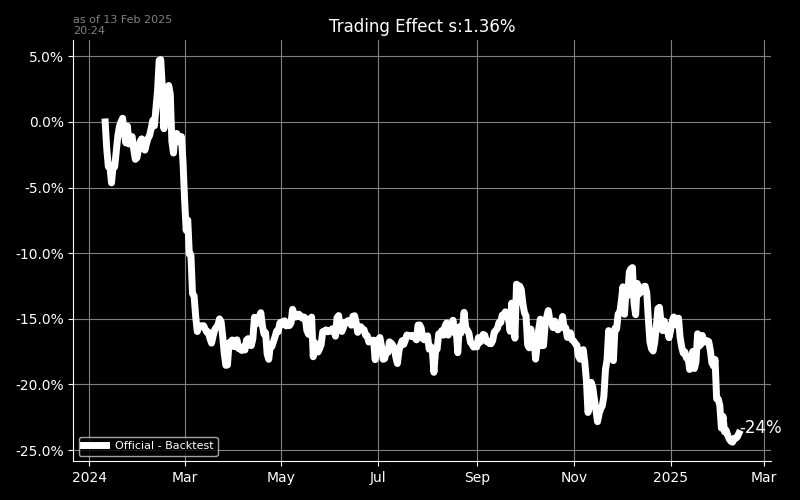 as of 13 Feb 2025
20:24
Trading Effect s:1.36%
5.0%
0.0%
-5.0%
-10.0%
-15.0%
-20.0%
-25.0%
-24%
Official - Backtest
2024 Mar May Jul Sep Nov 2025 Mar